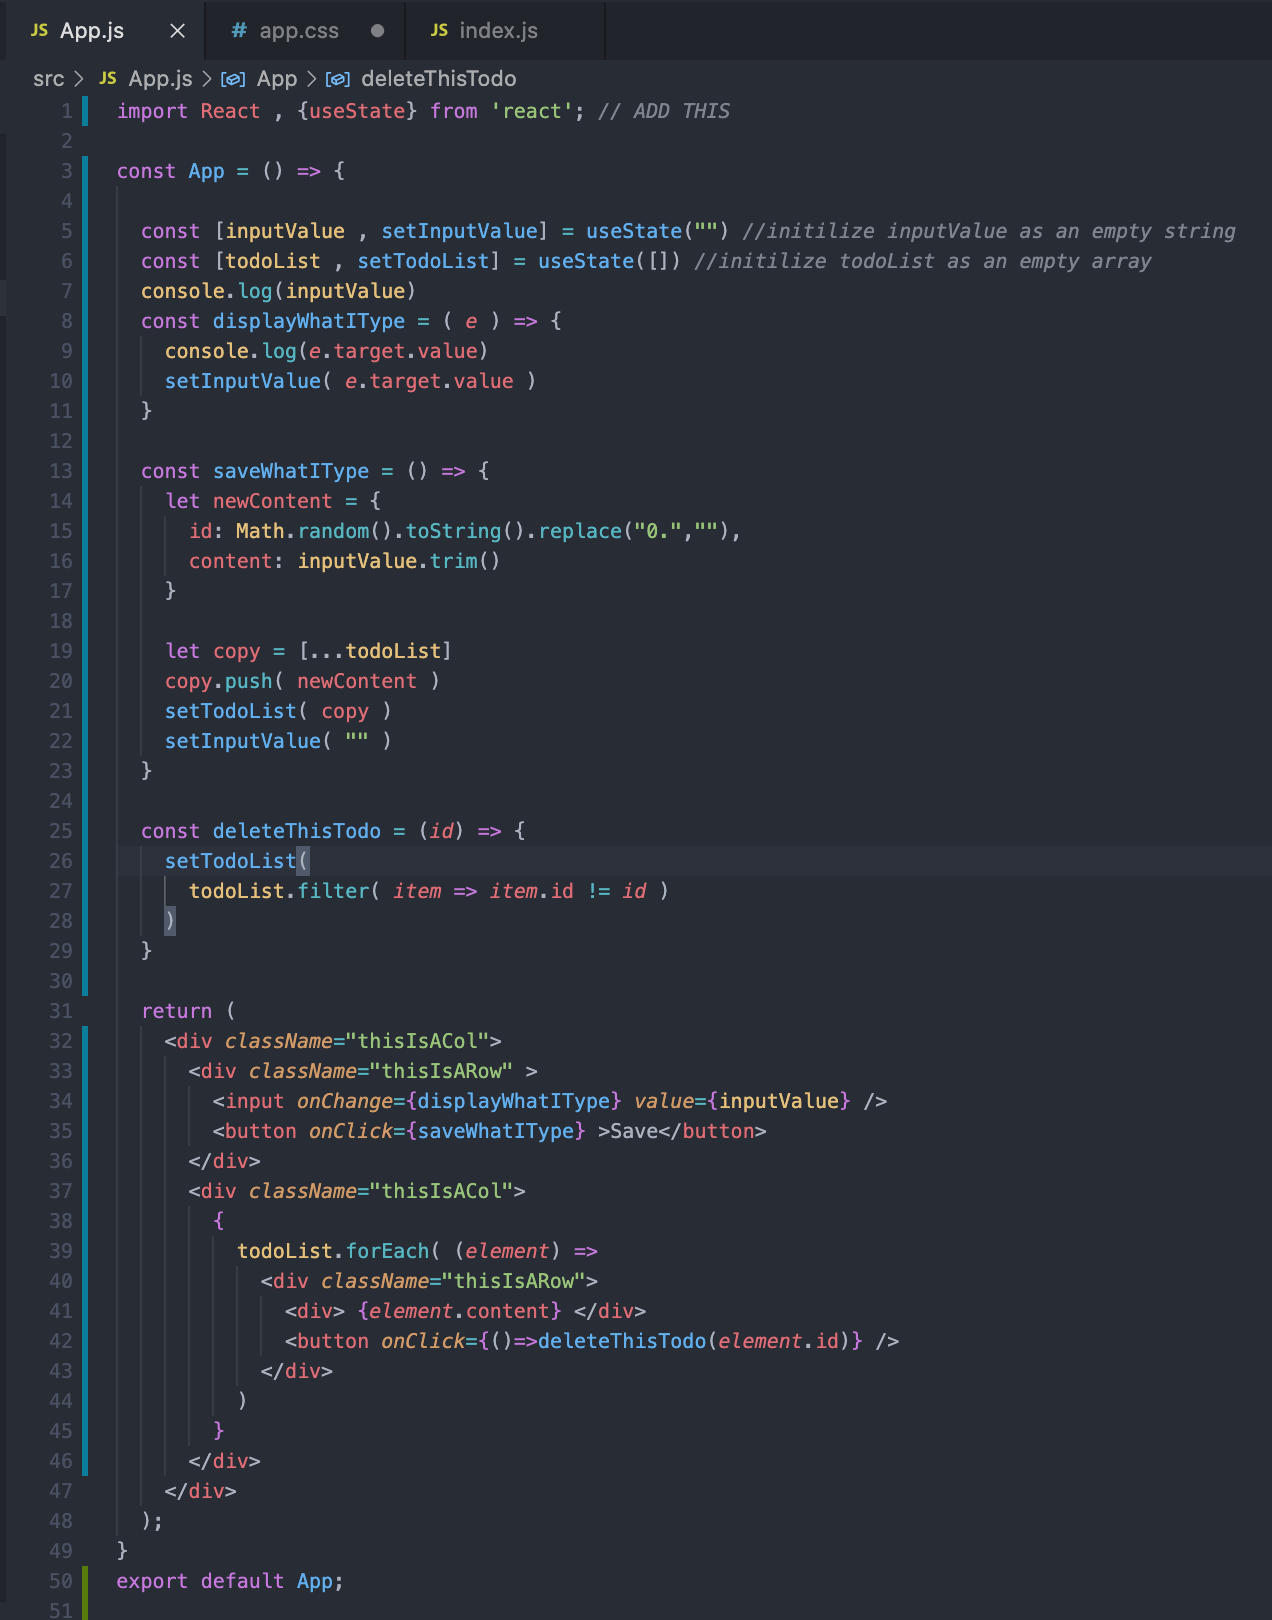 JS App.js × # app.css ● JS index.js
src > JS App.js > App > deleteThisTodo
1 import React , {useState} from 'react'; // ADD THIS
2
3 const App = () => {
4
5 const [inputValue , setInputValue] = useState("") //initilize inputValue as an empty string
6 const [todoList , setTodoList] = useState([]) //initilize todoList as an empty array
7 console.log(inputValue)
8 const displayWhatIType = ( e ) => {
9 console.log(e.target.value)
10 setInputValue( e.target.value )
11 }
12
13 const saveWhatIType = () => {
14 let newContent = {
15 id: Math.random().toString().replace("0.",""),
16 content: inputValue.trim()
17 }
18
19 let copy = [...todoList]
20 copy.push( newContent )
21 setTodoList( copy )
22 setInputValue( "" )
23 }
24
25 const deleteThisTodo = (id) => {
26 setTodoList(
27 todoList.filter( item => item.id != id )
28 )
29 }
30
31 return (
32 <div className="thisIsACol">
33 <div className="thisIsARow" >
34 <input onChange={displayWhatIType} value={inputValue} />
35 <button onClick={saveWhatIType} >Save</button>
36 </div>
37 <div className="thisIsACol">
38 {
39 todoList.forEach( (element) =>
40 <div className="thisIsARow">
41 <div> {element.content} </div>
42 <button onClick={()=>deleteThisTodo(element.id)} />
43 </div>
44 )
45 }
46 </div>
47 </div>
48 );
49 }
50 export default App;
51